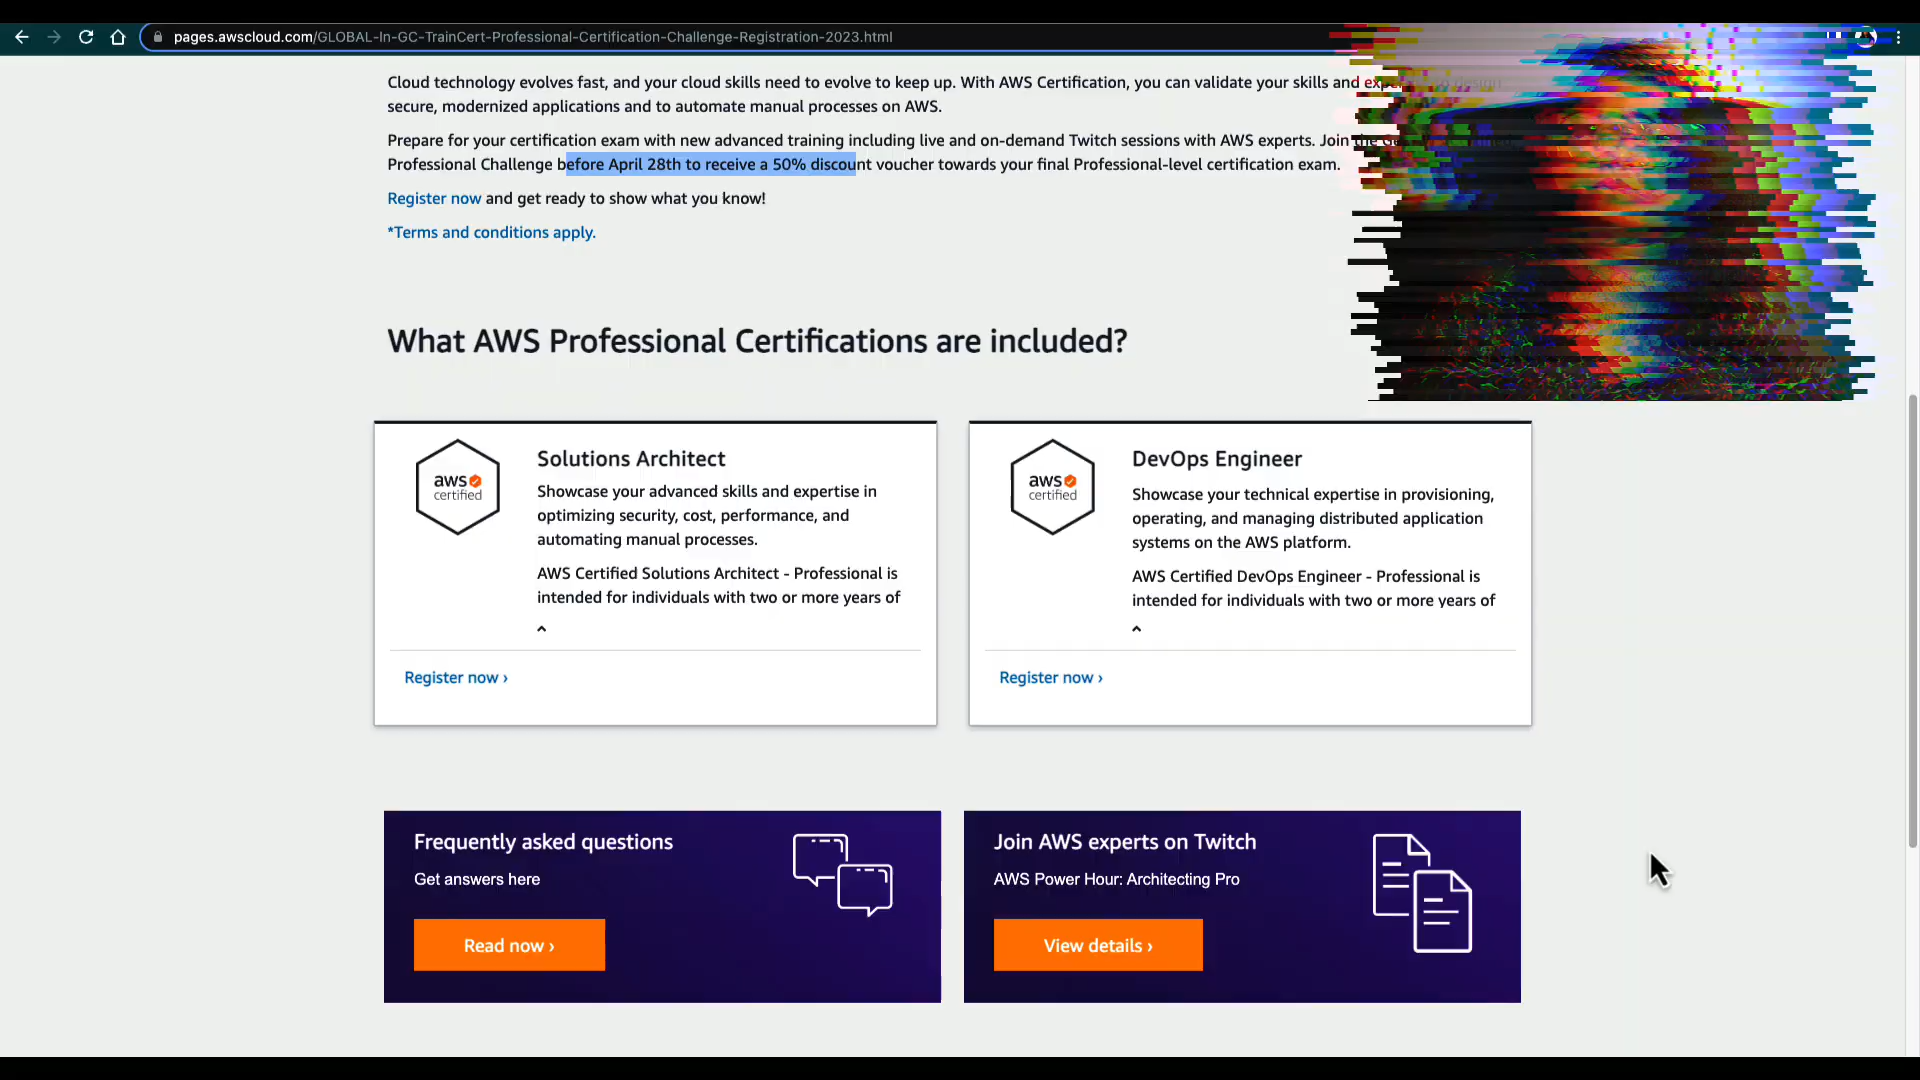 pages.awscloud.com/GLOBAL-In-GC-TrainCert-Professional-Certification-Challenge-Registration-2023.html
Cloud technology evolves fast, and your cloud skills need to evolve to keep up. With AWS Certification, you can validate your skills and
secure, modernized applications and to automate manual processes on AWS.
Prepare for your certification exam with new advanced training including live and on-demand Twitch sessions with AWS experts. Join the
Professional Challenge before April 28th to receive a 50% discount voucher towards your final Professional-level certification exam.
Register now and get ready to show what you know!
*Terms and conditions apply.
What AWS Professional Certifications are included?
aws
certified
Solutions Architect
Showcase your advanced skills and expertise in
optimizing security, cost, performance, and
automating manual processes.
AWS Certified Solutions Architect - Professional is
intended for individuals with two or more years of
Register now ›
aws
certified
DevOps Engineer
Showcase your technical expertise in provisioning,
operating, and managing distributed application
systems on the AWS platform.
AWS Certified DevOps Engineer - Professional is
intended for individuals with two or more years of
Register now ›
Frequently asked questions
Get answers here
Read now ›
Join AWS experts on Twitch
AWS Power Hour: Architecting Pro
View details ›